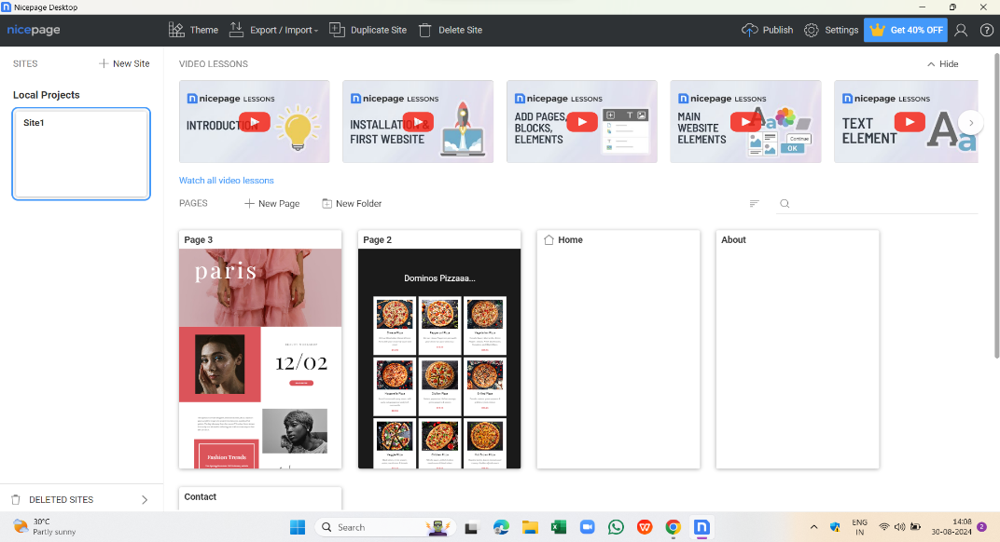 Nicepage Desktop
nicepage
Theme
Export / Import
Duplicate Site
Delete Site
Publish
Settings
Get 40% OFF
SITES
New Site
Local Projects
Site1
VIDEO LESSONS
Hide
nicepage LESSONS
INTRODUCTION
nicepage LESSONS
INSTALLATION &
FIRST WEBSITE
nicepage LESSONS
ADD PAGES,
BLOCKS,
ELEMENTS
nicepage LESSONS
MAIN
WEBSITE
ELEMENTS
Continue
OK
nicepage LESSONS
TEXT
ELEMENT
Watch all video lessons
PAGES
New Page
New Folder
Page 3
paris
12/02
Fashion Trends
Page 2
Dominos Pizzaaa...
Home
About
Contact
DELETED SITES
30°C
Partly sunny
Search
ENG
IN
14:08
30-08-2024
2